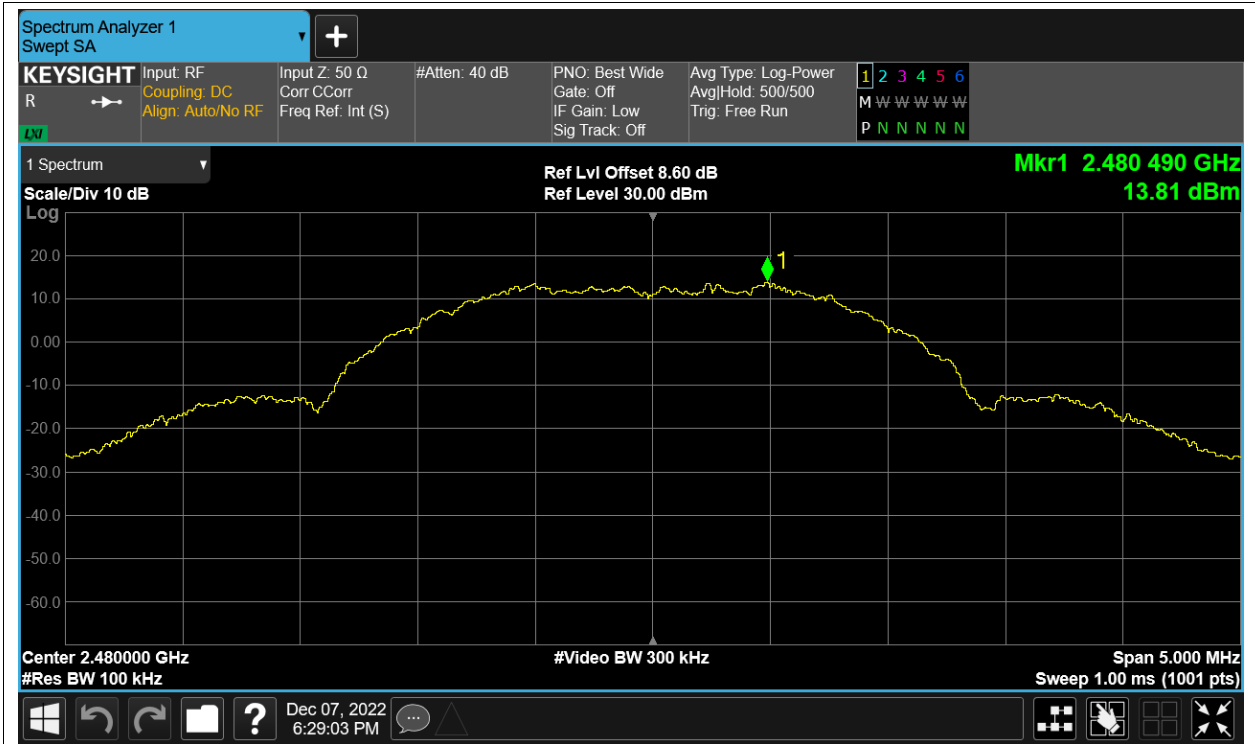 Spectrum Analyzer 1
Swept SA
+
KEYSIGHT
R
LXI
Input: RF
Coupling: DC
Align: Auto/No RF
Input Z: 50 Ω
Corr CCorr
Freq Ref: Int (S)
#Atten: 40 dB
PNO: Best Wide
Gate: Off
IF Gain: Low
Sig Track: Off
Avg Type: Log-Power
Avg|Hold: 500/500
Trig: Free Run
1 2 3 4 5 6
M W W W W W
P N N N N N
1 Spectrum
Scale/Div 10 dB
Log
Ref Lvl Offset 8.60 dB
Ref Level 30.00 dBm
Mkr1 2.480 490 GHz
13.81 dBm
1
20.0
10.0
0.00
-10.0
-20.0
-30.0
-40.0
-50.0
-60.0
Center 2.480000 GHz
#Res BW 100 kHz
#Video BW 300 kHz
Span 5.000 MHz
Sweep 1.00 ms (1001 pts)
?
Dec 07, 2022
6:29:03 PM